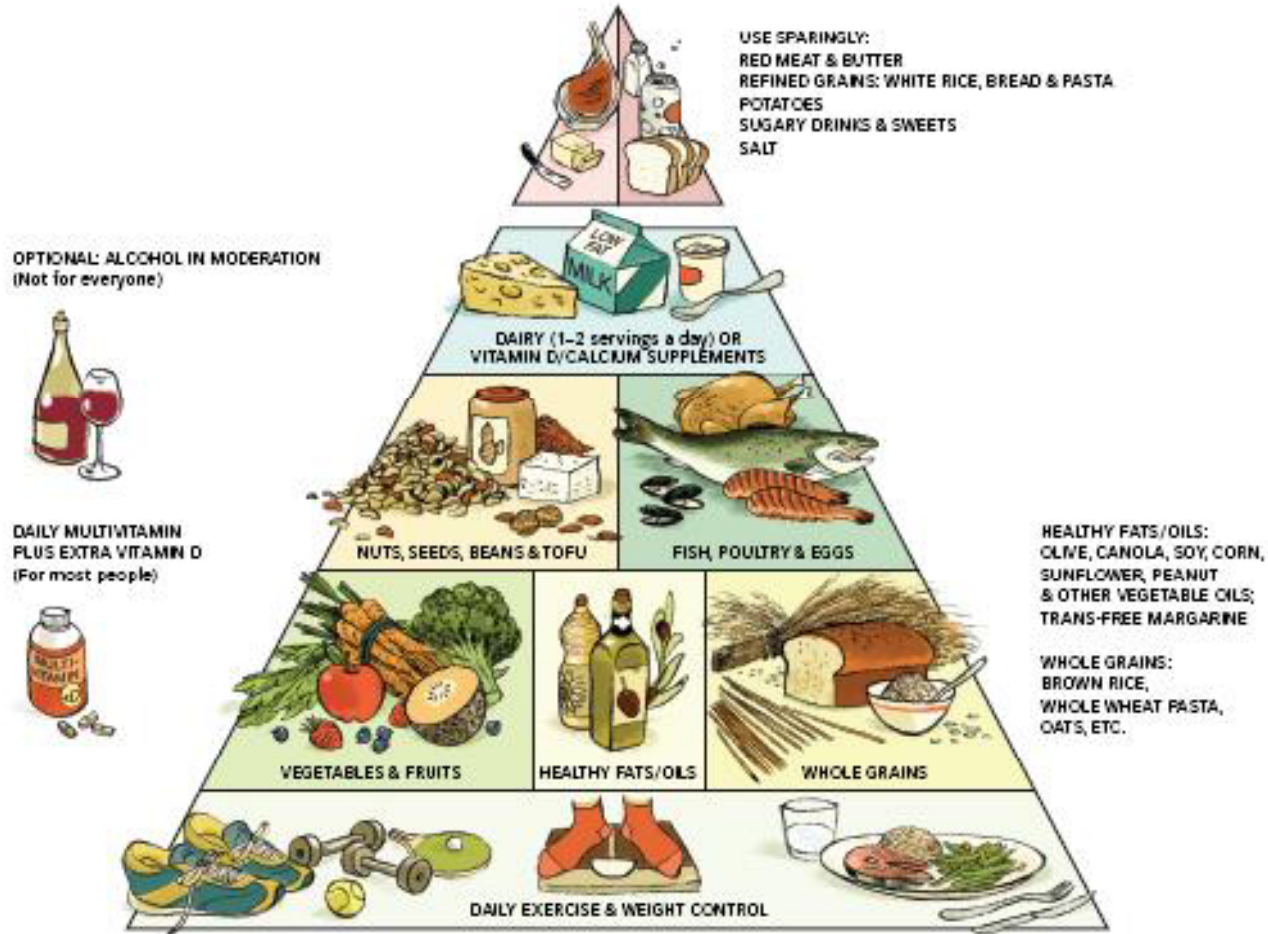 USE SPARINGLY:
RED MEAT & BUTTER
REFINED GRAINS: WHITE RICE, BREAD & PASTA
POTATOES
SUGARY DRINKS & SWEETS
SALT
OPTIONAL: ALCOHOL IN MODERATION
(Not for everyone)
LOW
FAT
MILK
DAIRY (1–2 servings a day) OR
VITAMIN D/CALCIUM SUPPLEMENTS
NUTS, SEEDS, BEANS & TOFU
FISH, POULTRY & EGGS
DAILY MULTIVITAMIN
PLUS EXTRA VITAMIN D
(For most people)
MULTI-
VITAMIN
HEALTHY FATS/OILS:
OLIVE, CANOLA, SOY, CORN,
SUNFLOWER, PEANUT
& OTHER VEGETABLE OILS;
TRANS-FREE MARGARINE
WHOLE GRAINS:
BROWN RICE,
WHOLE WHEAT PASTA,
OATS, ETC.
VEGETABLES & FRUITS
HEALTHY FATS/OILS
WHOLE GRAINS
DAILY EXERCISE & WEIGHT CONTROL